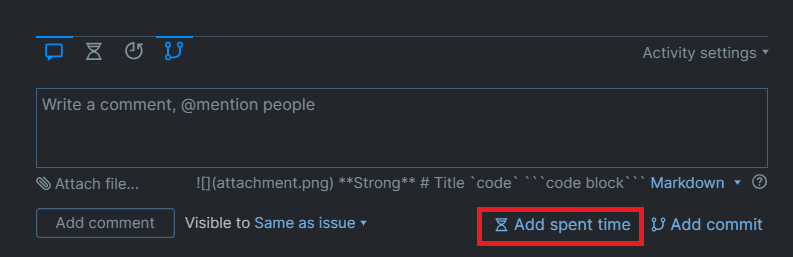 Activity settings
Write a comment, @mention people
Attach file... ![](attachment.png) **Strong** # Title `code` ```code block``` Markdown
Add comment Visible to Same as issue Add spent time Add commit